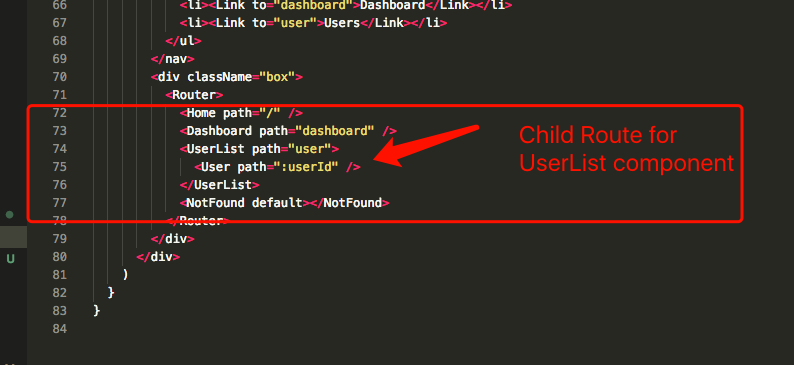 66 <li><Link to="dashboard">Dashboard</Link></li>
67 <li><Link to="user">Users</Link></li>
68 </ul>
69 </nav>
70 <div className="box">
71 <Router>
72 <Home path="/" />
73 <Dashboard path="dashboard" />
74 <UserList path="user">
75 <User path=":userId" />
76 </UserList>
77 <NotFound default></NotFound>
78 </Router>
79 </div>
80 </div>
81 )
82 }
83 }
84
Child Route for
UserList component
U